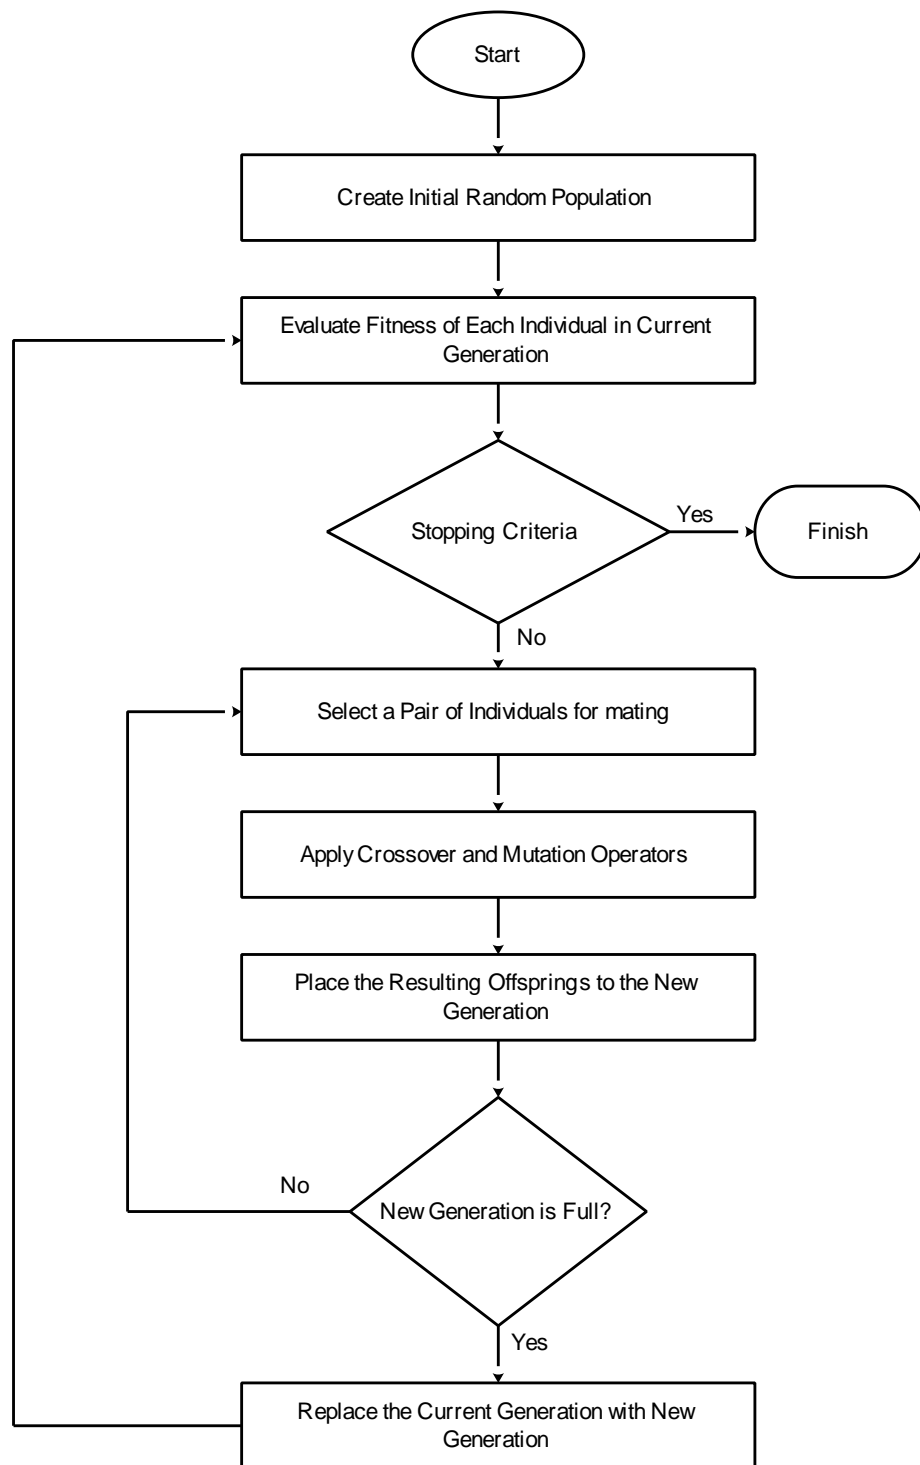 Start
Create Initial Random Population
Evaluate Fitness of Each Individual in Current
Generation
Stopping Criteria
Yes
Finish
No
Select a Pair of Individuals for mating
Apply Crossover and Mutation Operators
Place the Resulting Offsprings to the New
Generation
No
New Generation is Full?
Yes
Replace the Current Generation with New
Generation